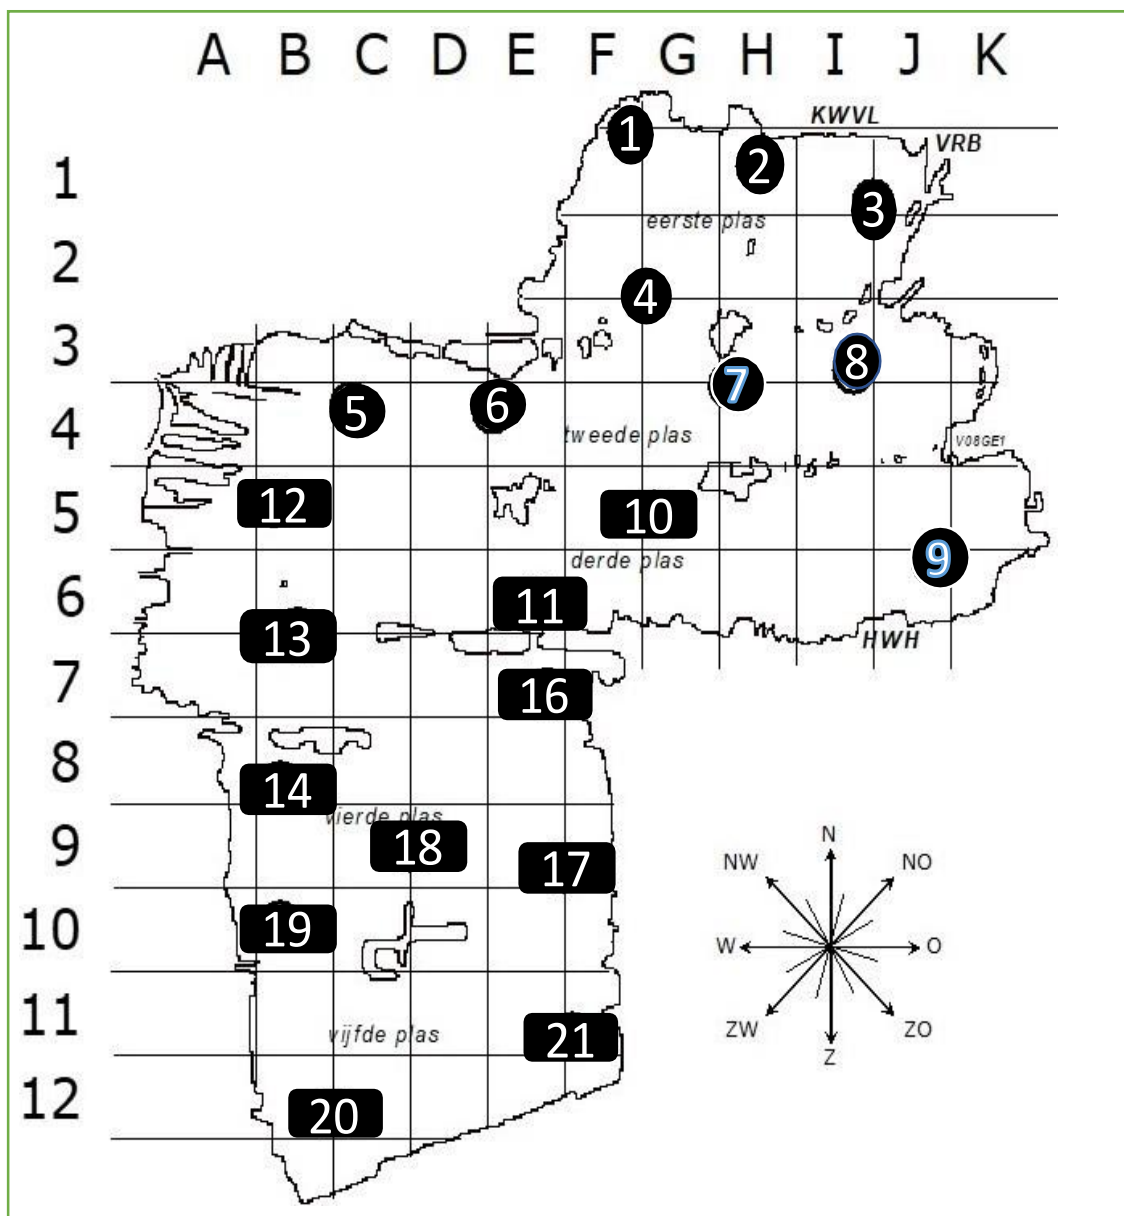 A B C D E F G H I J K
KWVL
1
2
VRB
1
3
eerste plas
2
4
3
8
7
5
6
4
tweede plas
V08GE1
12
5
10
derde plas
9
11
6
13
HWH
7
16
8
14
vierde plas
N
18
9
17
NW
NO
10
19
W
O
11
vijfde plas
21
ZW
ZO
Z
12
20